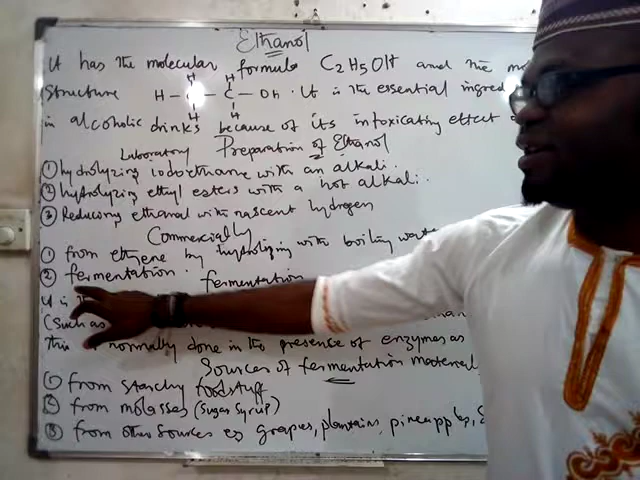 Ethanol
It has the molecular formula C2H5OH and the
H H
Structure H - C - C - OH. It is the essential
H H
in alcoholic drinks because of its intoxicating effect
Laboratory Preparation of Ethanol
① hydrolyzing iodoethane with an alkali.
② hydrolyzing ethyl esters with a hot alkali.
③ Reducing ethanal with nascent hydrogen
Commercially
① from ethene by hydrolyzing with boiling
② fermentation.
fermentation
It is
(Such as
this is normally done in the presence of enzymes as
Sources of fermentation material
① from starchy foodstuff
② from molasses (sugar syrup)
③ from other sources eg grapes, plantains, pineapples,